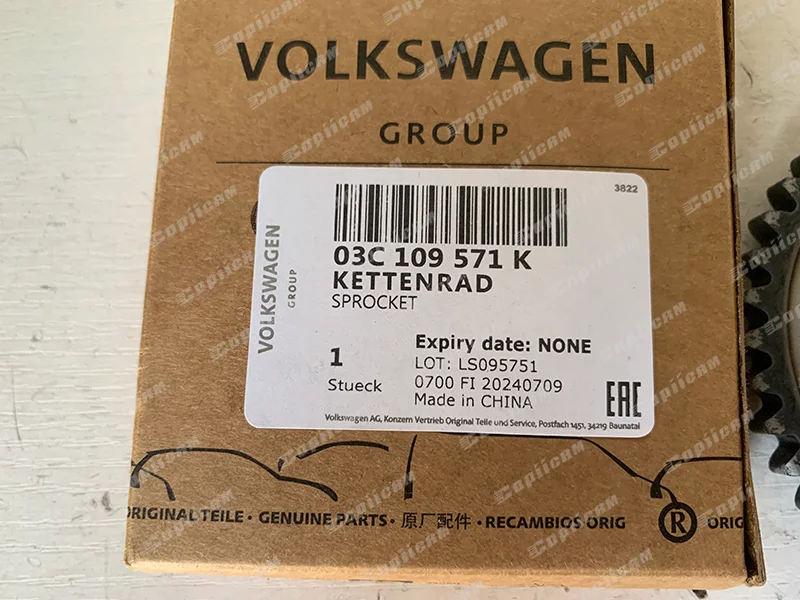 VOLKSWAGEN
GROUP
3822
03C 109 571 K
KETTENRAD
SPROCKET
VOLKSWAGEN
GROUP
1
Stueck
Expiry date: NONE
LOT: LS095751
0700 FI 20240709
Made in CHINA
EAC
Volkswagen AG, Konzern Vertrieb Original Teile und Service, Postfach 1451, 34219 Baunatal
ORIGINAL TEILE · GENUINE PARTS · 原厂配件 · RECAMBIOS ORIG
® ORIG
Copiicam